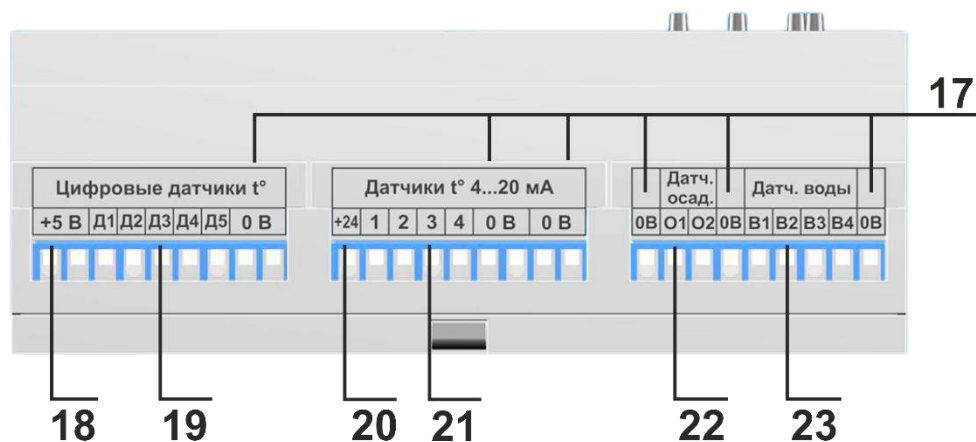 17
Цифровые датчики t°
+5 В Д1 Д2 Д3 Д4 Д5 0 В
Датчики t° 4...20 мА
+24 1 2 3 4 0 В 0 В
Датч. осад.
Датч. воды
0В О1 О2 0В В1 В2 В3 В4 0В
18 19 20 21 22 23